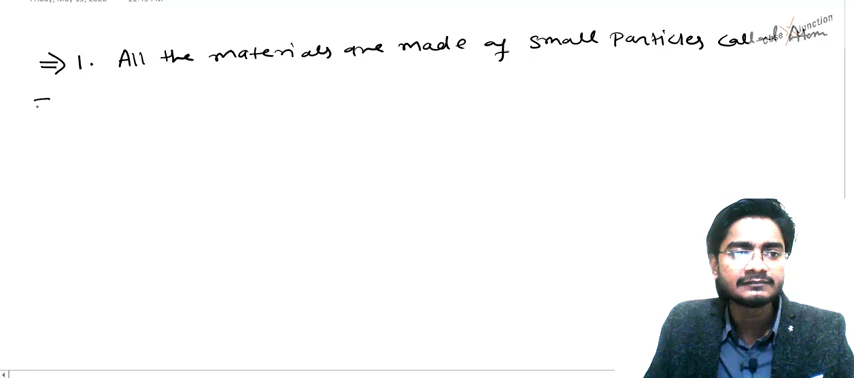 ⇒ 1. All the materials are made of small Particles called Atom